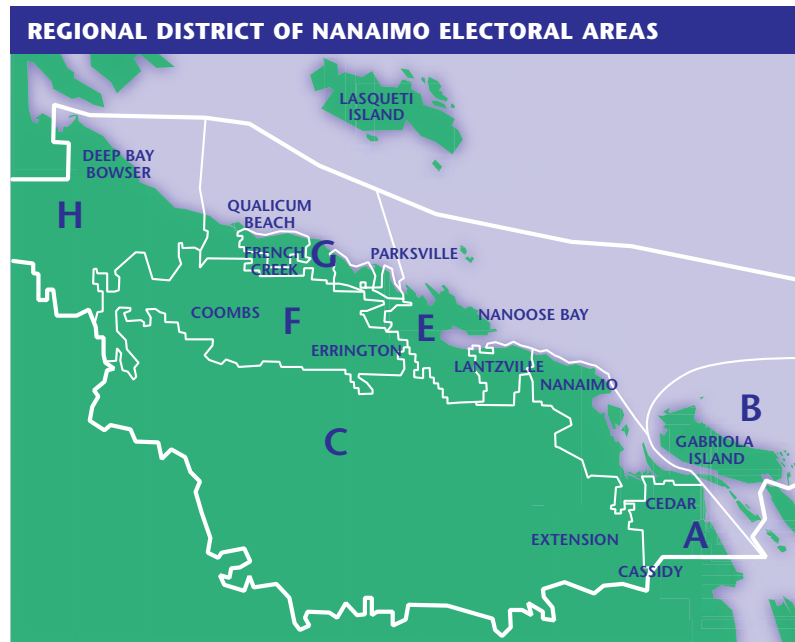 REGIONAL DISTRICT OF NANAIMO ELECTORAL AREAS
LASQUETI
ISLAND
DEEP BAY
BOWSER
H
QUALICUM
BEACH
FRENCH
CREEK
G
PARKSVILLE
COOMBS
F
E
NANOOSE BAY
ERRINGTON
LANTZVILLE
NANAIMO
B
GABRIOLA
ISLAND
C
CEDAR
EXTENSION
A
CASSIDY